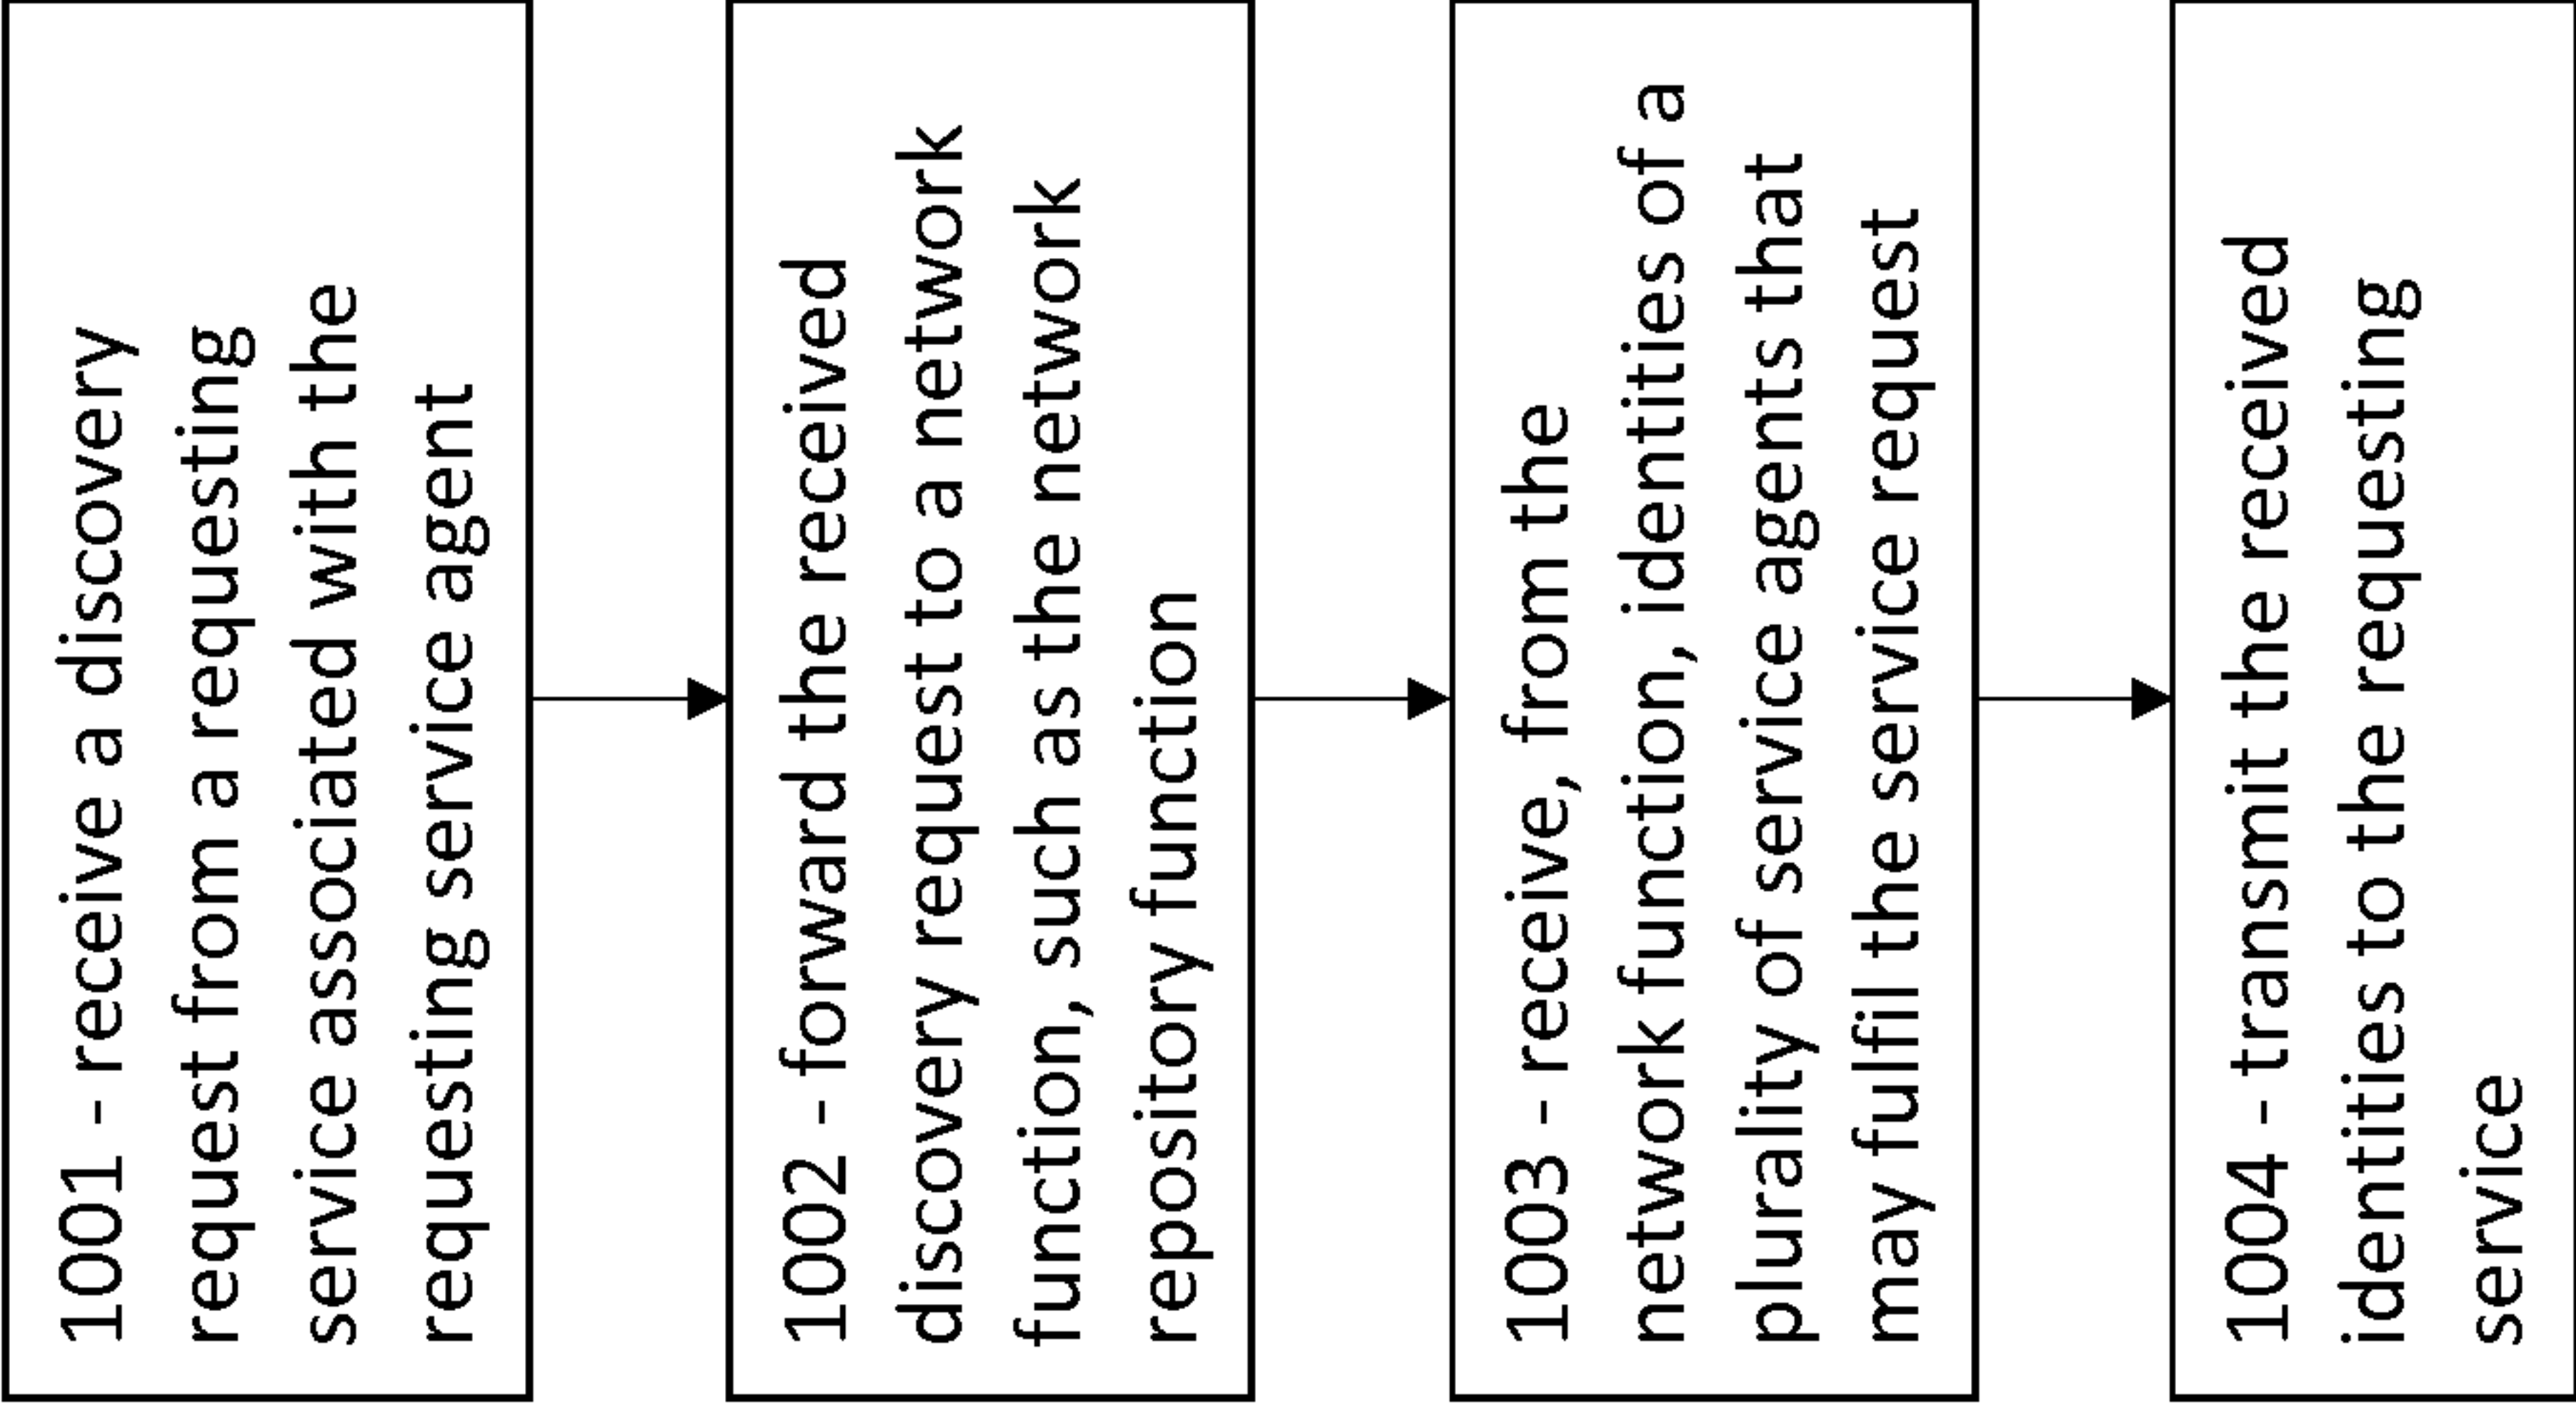 1001 - receive a discovery
request from a requesting
service associated with the
requesting service agent
1002 - forward the received
discovery request to a network
function, such as the network
repository function
1003 - receive, from the
network function, identities of a
plurality of service agents that
may fulfil the service request
1004 - transmit the received
identities to the requesting
service